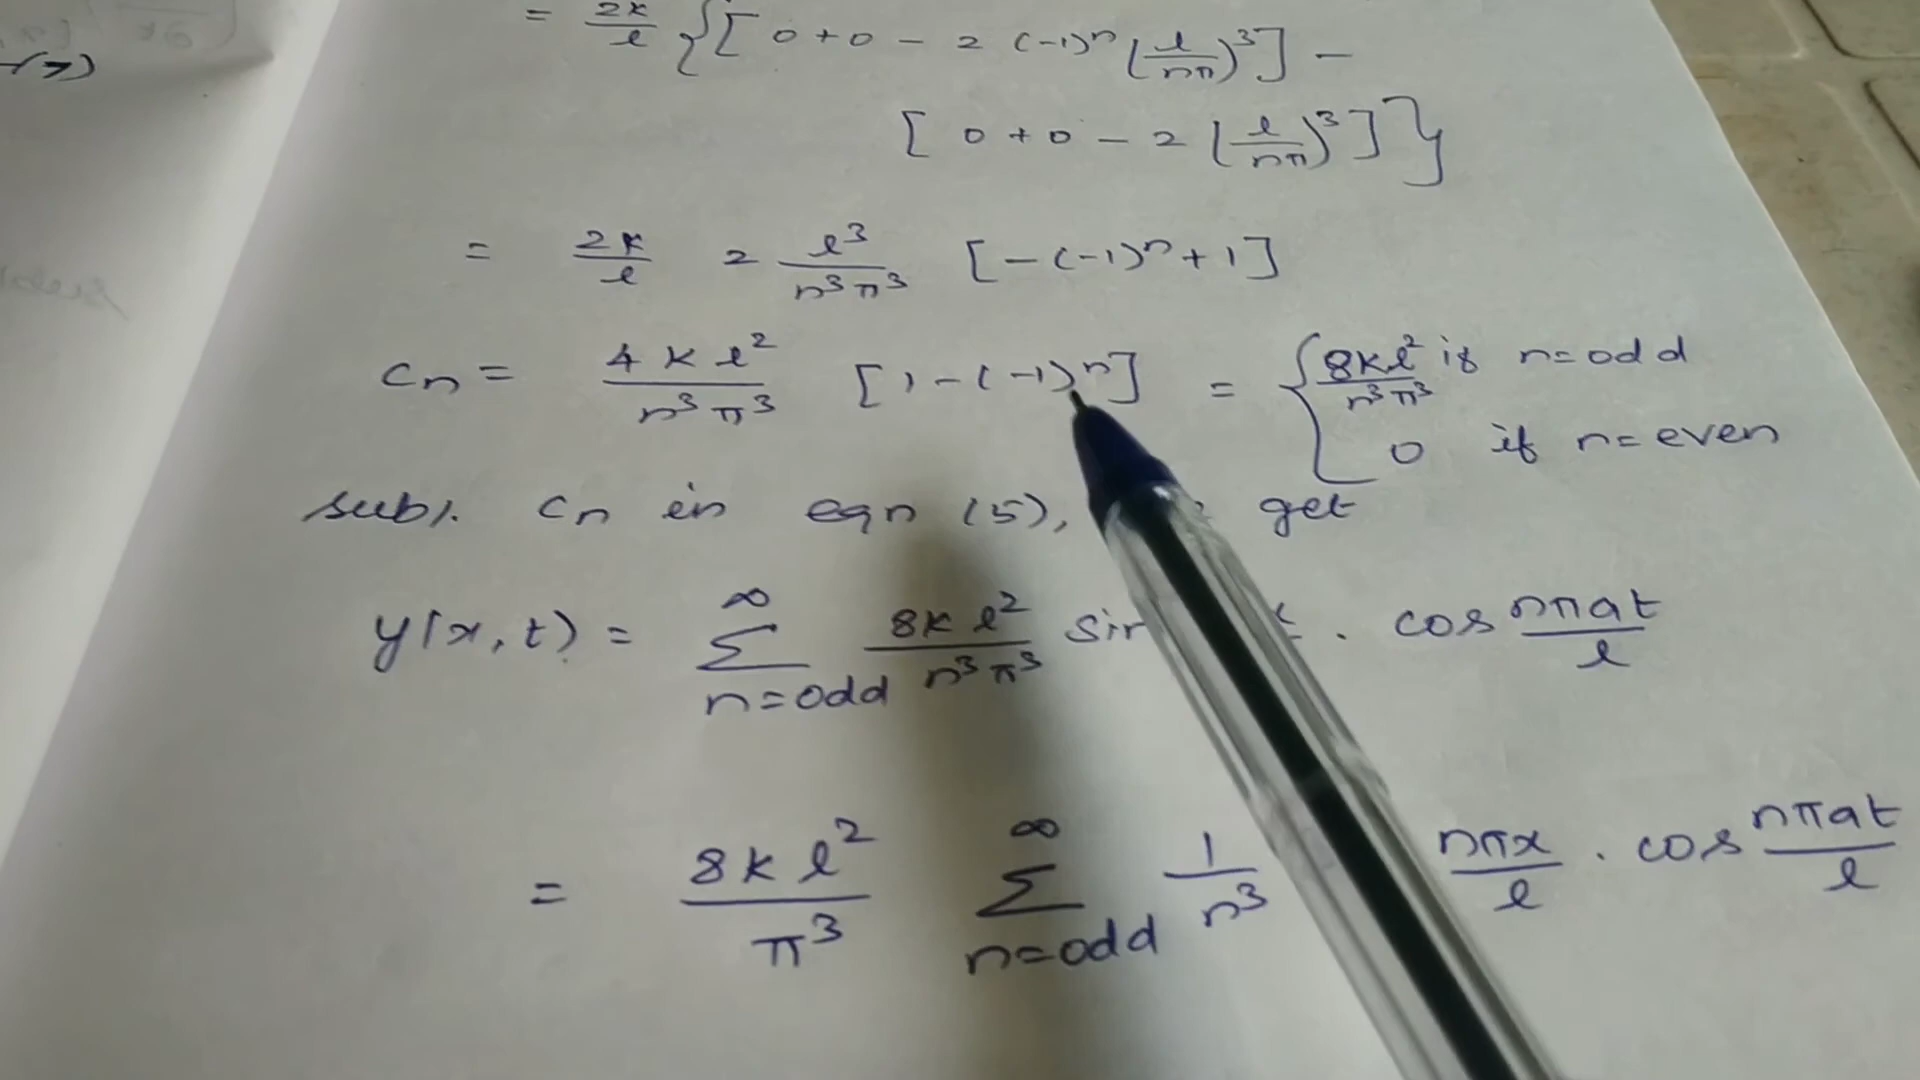 = 2k/l {[0+0-2(-1)^n (l/nπ)^3] -
[0+0-2(l/nπ)^3]}
= 2k/l 2 l^3/n^3π^3 [-(-1)^n+1]
cn = 4kl^2/n^3π^3 [1-(-1)^n] = { 8kl^2/n^3π^3 if n=odd
0 if n=even
subs. cn in eqn (5), get
y(x,t) = ∞ Σ n=odd 8kl^2/n^3π^3 sin . cos nπat/l
= 8kl^2/π^3 ∞ Σ n=odd 1/n^3 nπx/l . cos nπat/l